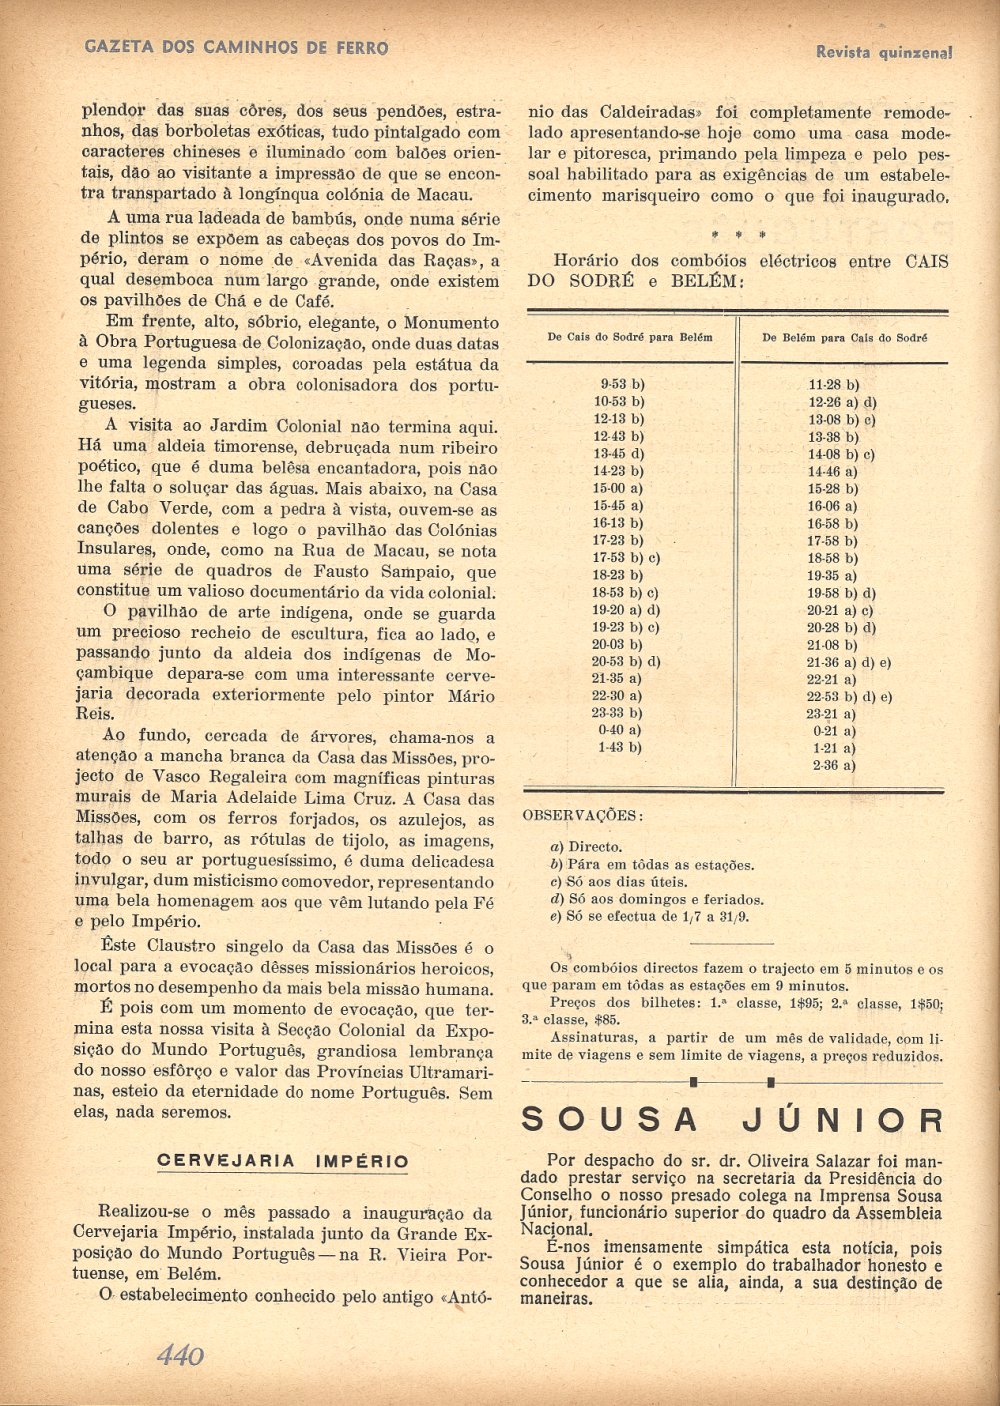 GAZETA DOS CAMINHOS DE FERRO
Revista quinzenal
plendor das suas côres, dos seus pendões, estra-
nhos, das borboletas exóticas, tudo pintalgado com
caracteres chineses e iluminado com balões orien-
tais, dão ao visitante a impressão de que se encon-
tra transpartado à longínqua colónia de Macau.
A uma rua ladeada de bambús, onde numa série
de plintos se expõem as cabeças dos povos do Im-
pério, deram o nome de «Avenida das Raças», a
qual desemboca num largo grande, onde existem
os pavilhões de Chá e de Café.
Em frente, alto, sóbrio, elegante, o Monumento
à Obra Portuguesa de Colonização, onde duas datas
e uma legenda simples, coroadas pela estátua da
vitória, mostram a obra colonisadora dos portu-
gueses.
A visita ao Jardim Colonial não termina aqui.
Há uma aldeia timorense, debruçada num ribeiro
poético, que é duma belêsa encantadora, pois não
lhe falta o soluçar das águas. Mais abaixo, na Casa
de Cabo Verde, com a pedra à vista, ouvem-se as
canções dolentes e logo o pavilhão das Colónias
Insulares, onde, como na Rua de Macau, se nota
uma série de quadros de Fausto Sampaio, que
constitue um valioso documentário da vida colonial.
O pavilhão de arte indígena, onde se guarda
um precioso recheio de escultura, fica ao lado, e
passando junto da aldeia dos indígenas de Mo-
çambique depara-se com uma interessante cerve-
jaria decorada exteriormente pelo pintor Mário
Reis.
Ao fundo, cercada de árvores, chama-nos a
atenção a mancha branca da Casa das Missões, pro-
jecto de Vasco Regaleira com magníficas pinturas
murais de Maria Adelaide Lima Cruz. A Casa das
Missões, com os ferros forjados, os azulejos, as
talhas de barro, as rótulas de tijolo, as imagens,
todo o seu ar portuguesíssimo, é duma delicadesa
invulgar, dum misticismo comovedor, representando
uma bela homenagem aos que vêm lutando pela Fé
e pelo Império.
Êste Claustro singelo da Casa das Missões é o
local para a evocação dêsses missionários heroicos,
mortos no desempenho da mais bela missão humana.
É pois com um momento de evocação, que ter-
mina esta nossa visita à Secção Colonial da Expo-
sição do Mundo Português, grandiosa lembrança
do nosso esfôrço e valor das Províncias Ultramari-
nas, esteio da eternidade do nome Português. Sem
elas, nada seremos.
CERVEJARIA IMPÉRIO
Realizou-se o mês passado a inauguração da
Cervejaria Império, instalada junto da Grande Ex-
posição do Mundo Português — na R. Vieira Por-
tuense, em Belém.
O estabelecimento conhecido pelo antigo «Antó-
nio das Caldeiradas» foi completamente remode-
lado apresentando-se hoje como uma casa mode-
lar e pitoresca, primando pela limpeza e pelo pes-
soal habilitado para as exigências de um estabele-
cimento marisqueiro como o que foi inaugurado.
* * *
Horário dos combóios eléctricos entre CAIS
DO SODRÉ e BELÉM:
De Cais do Sodré para Belém
9-53 b)
10-53 b)
12-13 b)
12-43 b)
13-45 d)
14-23 b)
15-00 a)
15-45 a)
16-13 b)
17-23 b)
17-53 b) c)
18-23 b)
18-53 b) c)
19-20 a) d)
19-23 b) c)
20-03 b)
20-53 b) d)
21-35 a)
22-30 a)
23-33 b)
0-40 a)
1-43 b)
De Belém para Cais do Sodré
11-28 b)
12-26 a) d)
13-08 b) c)
13-38 b)
14-08 b) c)
14-46 a)
15-28 b)
16-06 a)
16-58 b)
17-58 b)
18-58 b)
19-35 a)
19-58 b) d)
20-21 a) c)
20-28 b) d)
21-08 b)
21-36 a) d) e)
22-21 a)
22-53 b) d) e)
23-21 a)
0-21 a)
1-21 a)
2-36 a)
OBSERVAÇÕES:
a) Directo.
b) Pára em tôdas as estações.
c) Só aos dias úteis.
d) Só aos domingos e feriados.
e) Só se efectua de 1/7 a 31/9.
Os combóios directos fazem o trajecto em 5 minutos e os
que param em tôdas as estações em 9 minutos.
Preços dos bilhetes: 1.ª classe, 1$95; 2.ª classe, 1$50;
3.ª classe, $85.
Assinaturas, a partir de um mês de validade, com li-
mite de viagens e sem limite de viagens, a preços reduzidos.
SOUSA JÚNIOR
Por despacho do sr. dr. Oliveira Salazar foi man-
dado prestar serviço na secretaria da Presidência do
Conselho o nosso presado colega na Imprensa Sousa
Júnior, funcionário superior do quadro da Assembleia
Nacional.
É-nos imensamente simpática esta notícia, pois
Sousa Júnior é o exemplo do trabalhador honesto e
conhecedor a que se alia, ainda, a sua destinção de
maneiras.
440